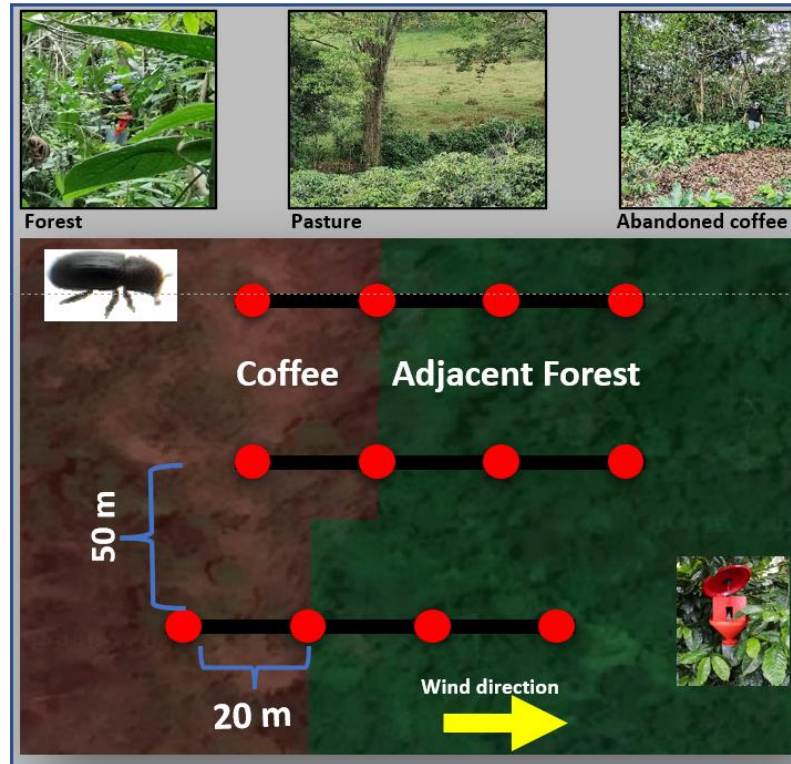 Forest
Pasture
Abandoned coffee
Coffee
Adjacent Forest
50 m
20 m
Wind direction